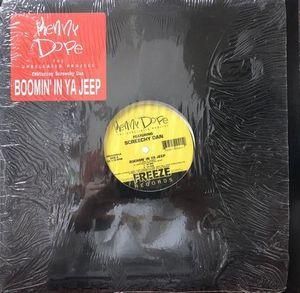 Kenny
Dope
THE
UNRELEASED PROJECT
featuring Screechy Dan
BOOMIN' IN YA JEEP
Kenny Dope
FEATURING
SCREECHY DAN
BOOMIN' IN YA JEEP
FREEZE
RECORDS